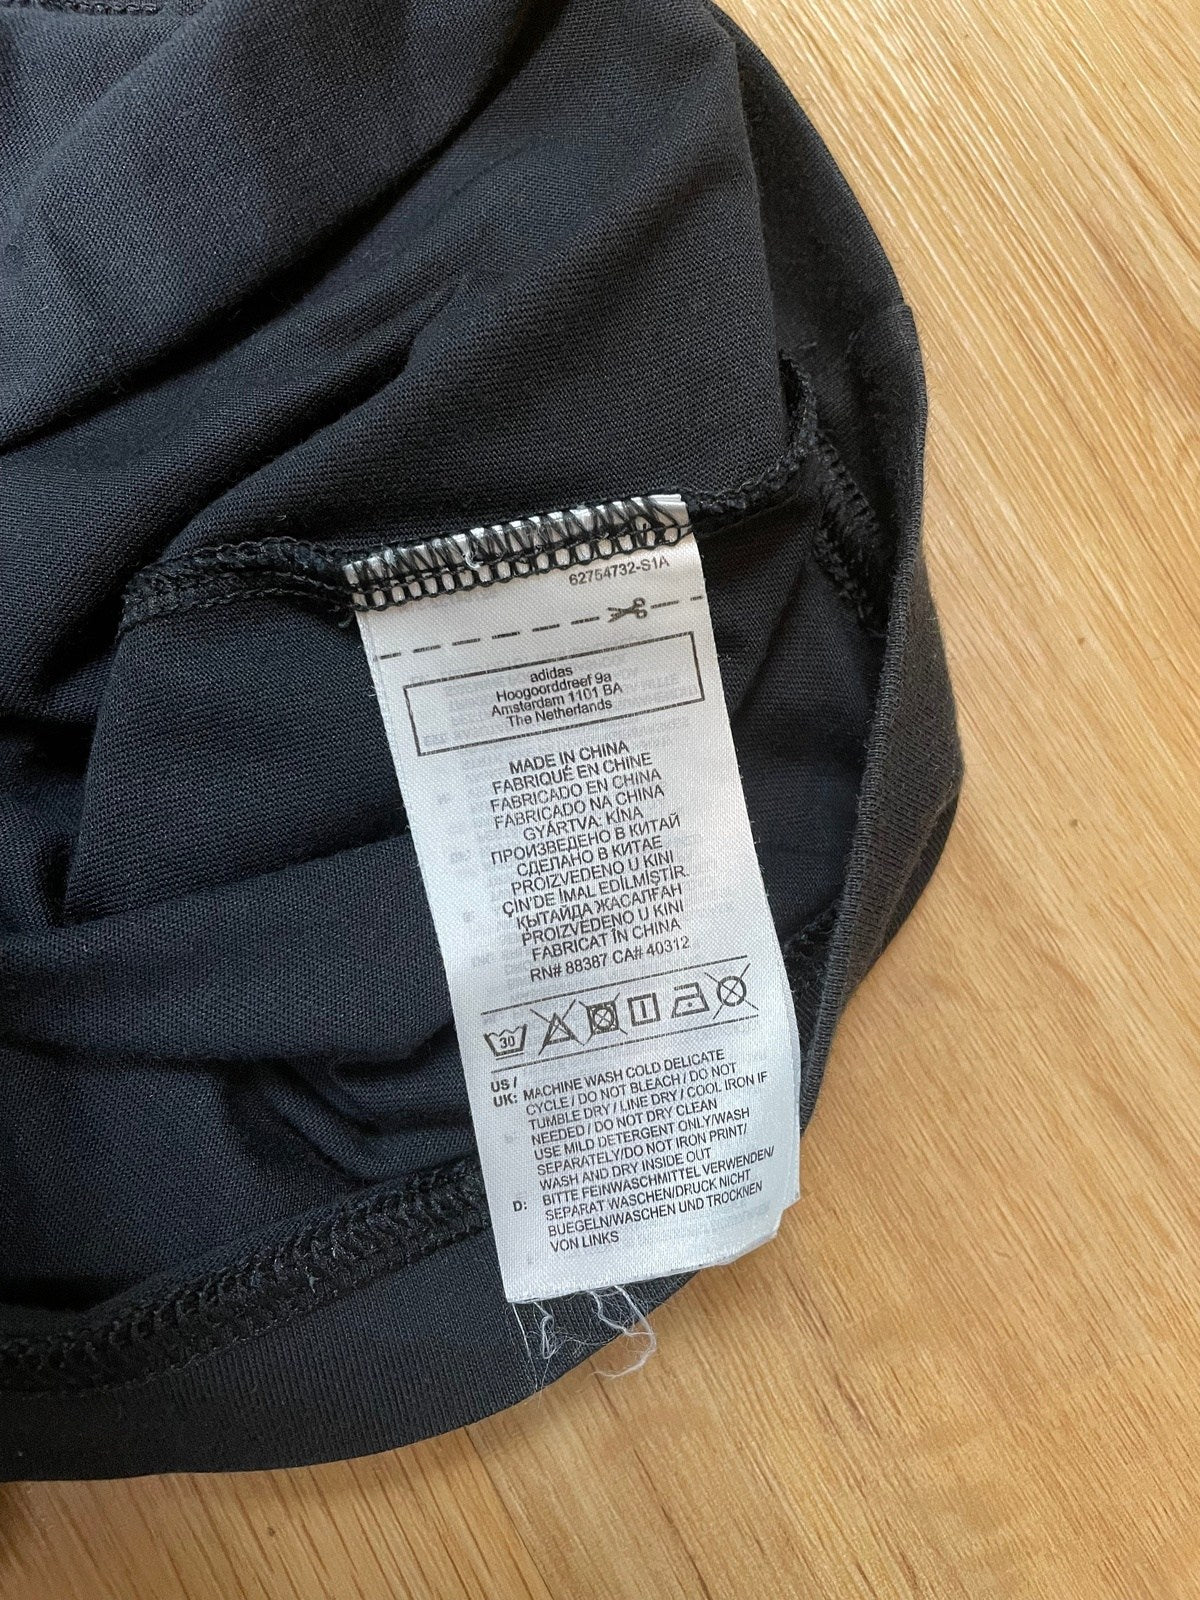 62754732-S1A
adidas
Hoogoorddreef 9a
Amsterdam 1101 BA
The Netherlands
MADE IN CHINA
FABRIQUÉ EN CHINE
FABRICADO EN CHINA
FABRICADO NA CHINA
GYÁRTVA: KÍNA
ПРОИЗВЕДЕНО В КИТАЙ
СДЕЛАНО В КИТАЕ
PROIZVEDENO U KINI
ÇIN'DE İMAL EDİLMİŞTİR.
ҚЫТАЙДА ЖАСАЛҒАН
PROIZVEDENO U KINI
FABRICAT ÎN CHINA
RN# 88387 CA# 40312
30
US /
UK: MACHINE WASH COLD DELICATE
CYCLE / DO NOT BLEACH / DO NOT
TUMBLE DRY / LINE DRY / COOL IRON IF
NEEDED / DO NOT DRY CLEAN
USE MILD DETERGENT ONLY/WASH
SEPARATELY/DO NOT IRON PRINT/
WASH AND DRY INSIDE OUT
D: BITTE FEINWASCHMITTEL VERWENDEN/
SEPARAT WASCHEN/DRUCK NICHT
BUEGELN/WASCHEN UND TROCKNEN
VON LINKS